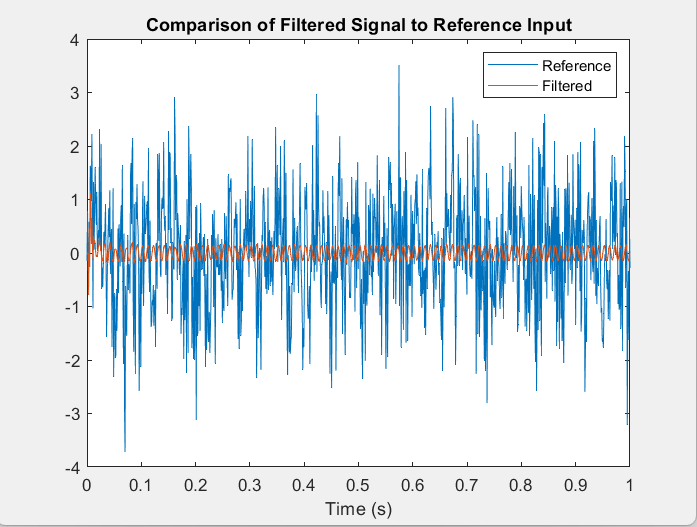 Comparison of Filtered Signal to Reference Input
Reference
Filtered
4
3
2
1
0
-1
-2
-3
-4
0 0.1 0.2 0.3 0.4 0.5 0.6 0.7 0.8 0.9 1
Time (s)